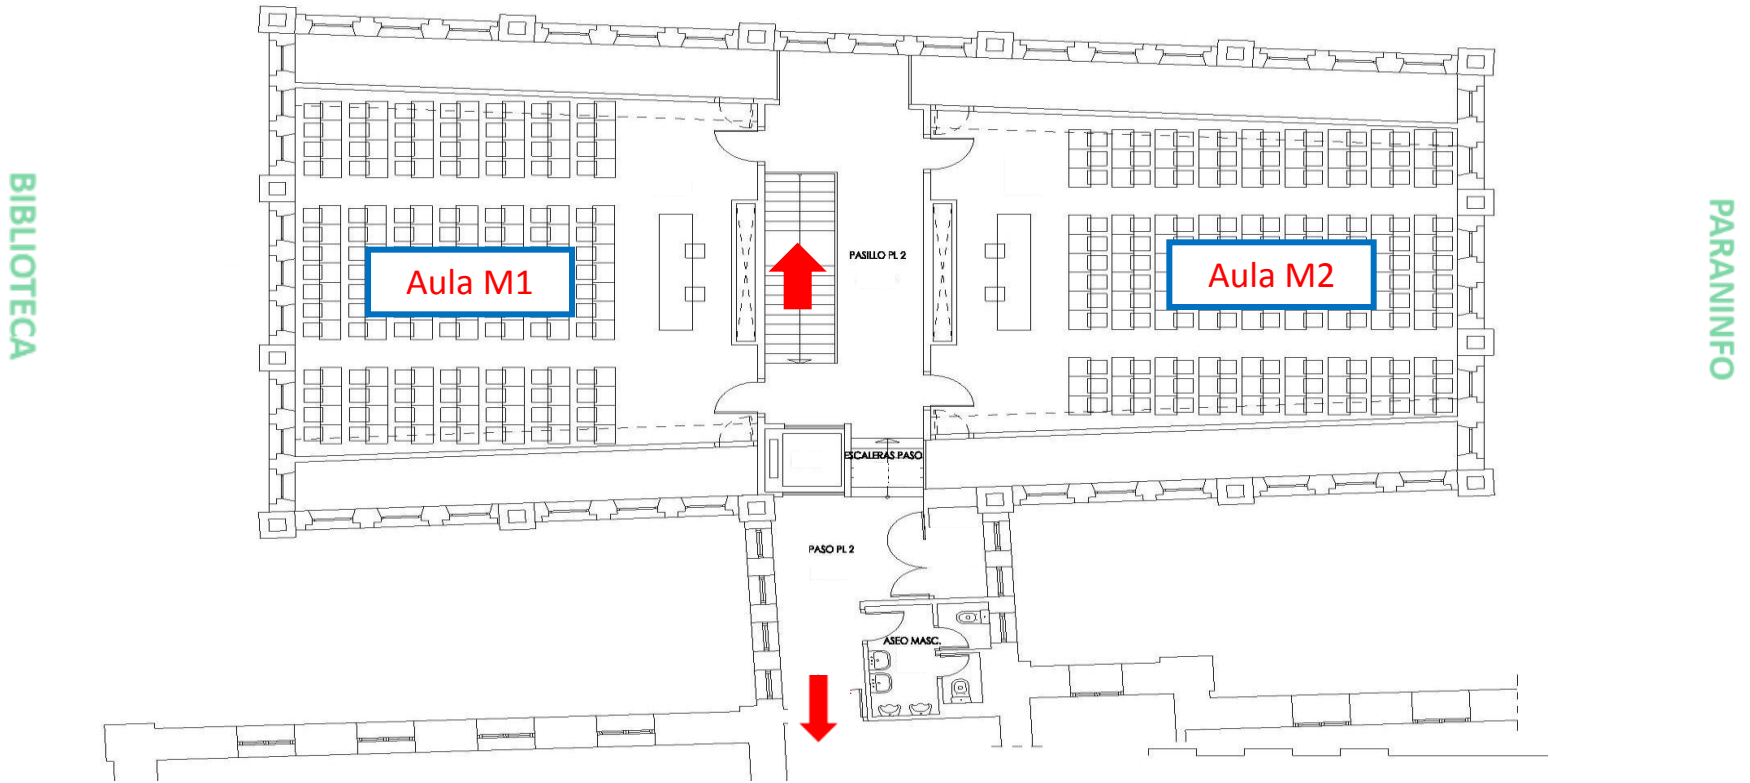 BIBLIOTECA
Aula M1
PASILLO PL 2
Aula M2
PARANINFO
ESCALERAS PASO
PASO PL 2
ASEO MASC.